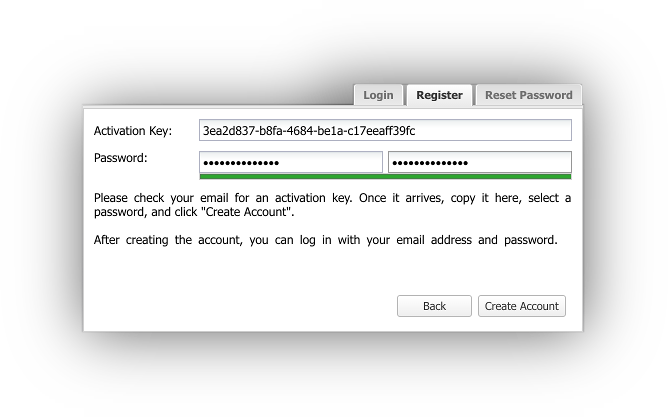 Login Register Reset Password
Activation Key: 3ea2d837-b8fa-4684-be1a-c17eeaff39fc
Password: •••••••••••••• ••••••••••••••
Please check your email for an activation key. Once it arrives, copy it here, select a
password, and click "Create Account".
After creating the account, you can log in with your email address and password.
Back Create Account